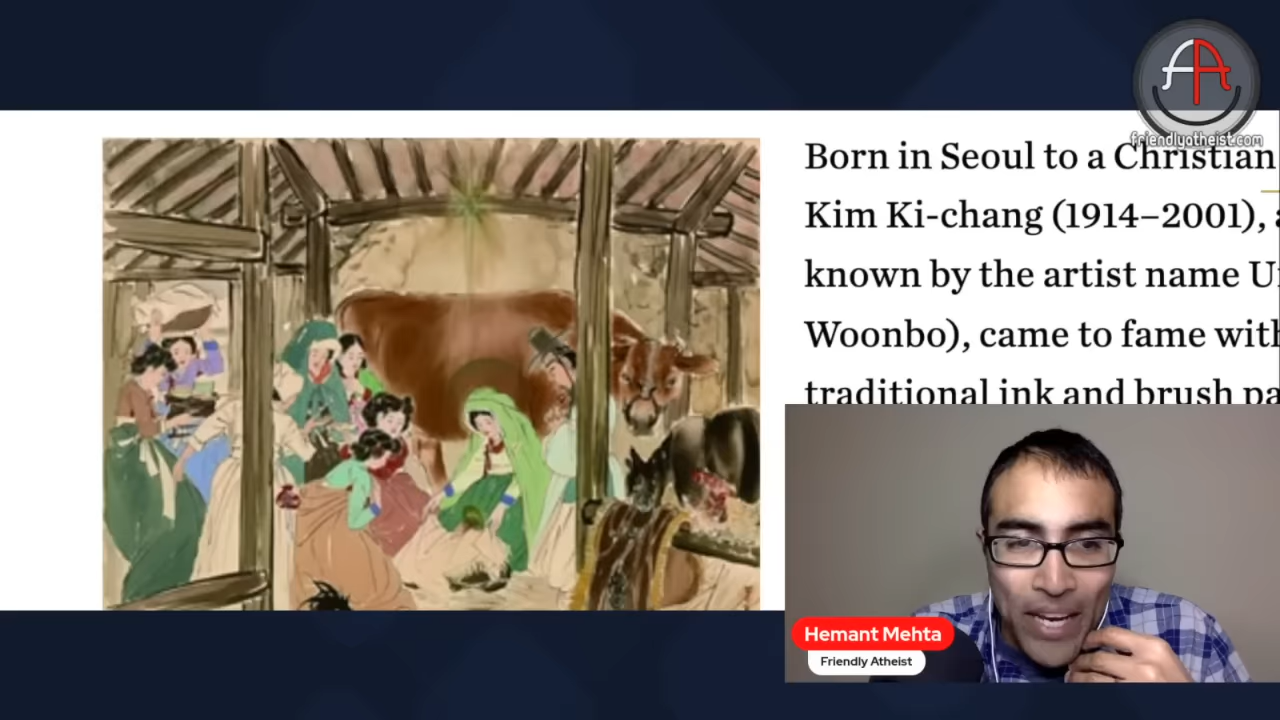 AA
friendlyatheist.com
Born in Seoul to a Christian
Kim Ki-chang (1914–2001),
known by the artist name
Woonbo), came to fame with
traditional ink and brush
Hemant Mehta
Friendly Atheist